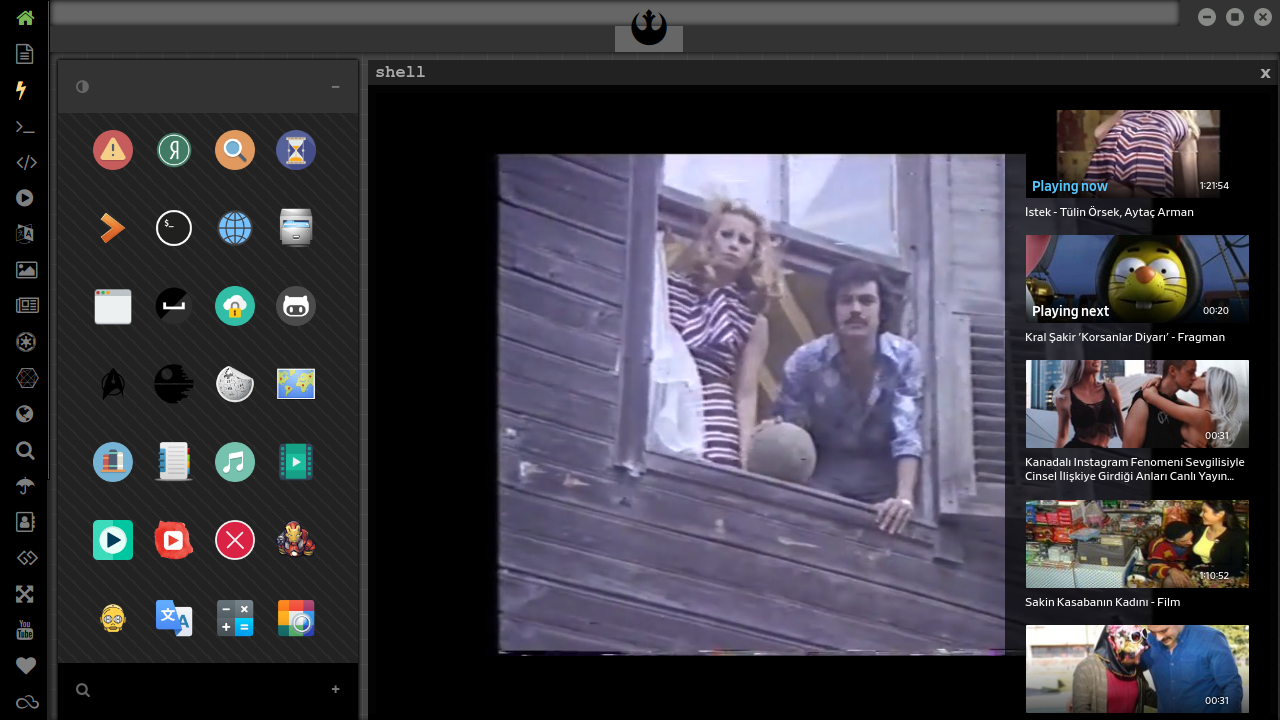 shell
x
Playing now
1:21:54
İstek - Tülin Örsek, Aytaç Arman
Playing next
00:20
Kral Şakir ‘Korsanlar Diyarı’ - Fragman
00:31
Kanadalı Instagram Fenomeni Sevgilisiyle
Cinsel İlişkiye Girdiği Anları Canlı Yayın...
1:10:52
Sakin Kasabanın Kadını - Film
00:31
Я
$_
文
A
You
Tube